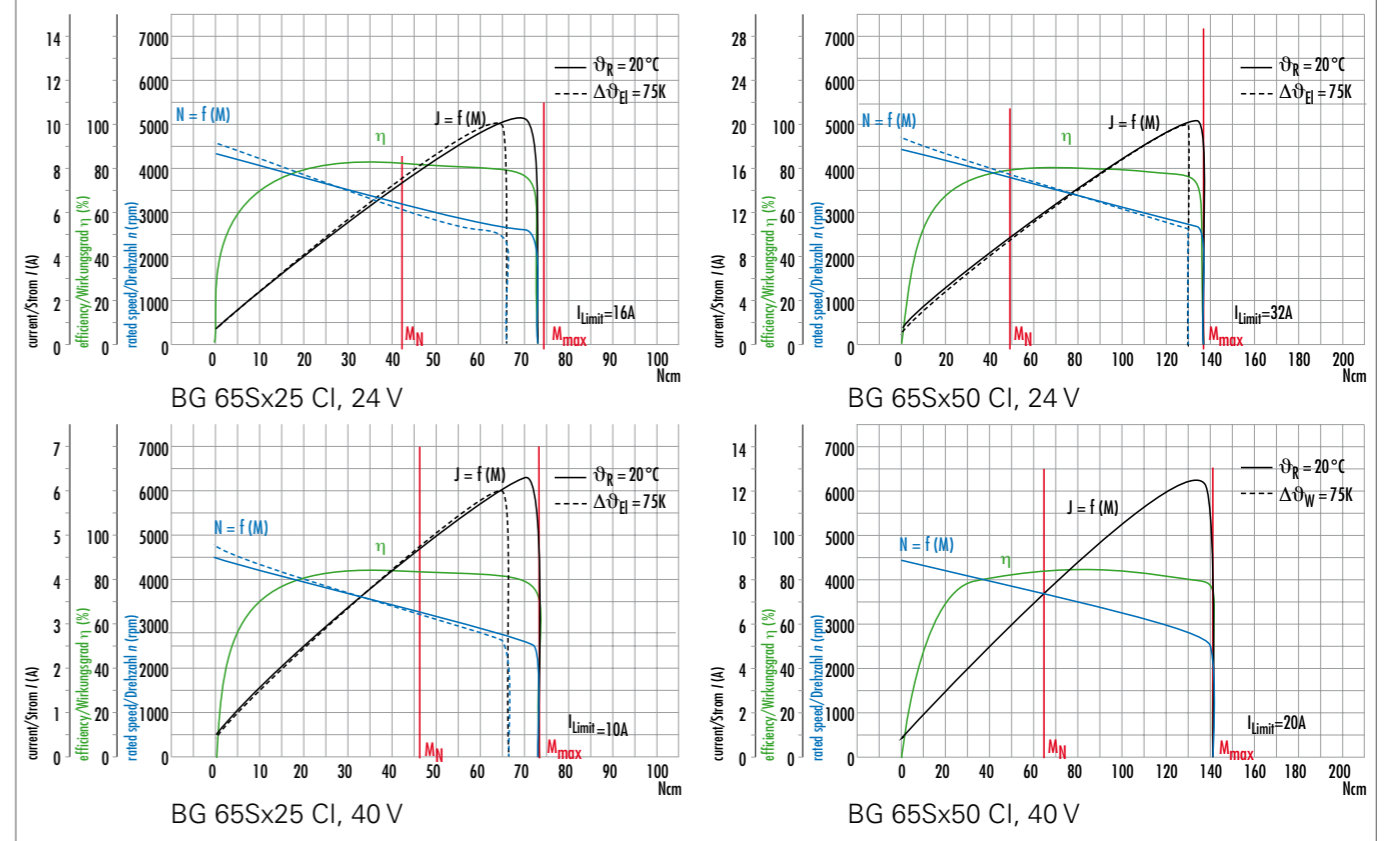 14
12
10
8
6
4
2
0
current/Strom I (A)
100
80
60
40
20
0
efficiency/Wirkungsgrad η (%)
7000
6000
5000
4000
3000
2000
1000
0
rated speed/Drehzahl n (rpm)
N = f (M)
η
J = f (M)
ϑR = 20°C
ΔϑEl = 75K
ILimit=16A
MN
Mmax
0 10 20 30 40 50 60 70 80 90 100
Ncm
BG 65Sx25 CI, 24 V
28
24
20
16
12
8
4
0
current/Strom I (A)
100
80
60
40
20
0
efficiency/Wirkungsgrad η (%)
7000
6000
5000
4000
3000
2000
1000
0
rated speed/Drehzahl n (rpm)
N = f (M)
η
J = f (M)
ϑR = 20°C
ΔϑEl = 75K
ILimit=32A
MN
Mmax
0 20 40 60 80 100 120 140 160 180 200
Ncm
BG 65Sx50 CI, 24 V
7
6
5
4
3
2
1
0
current/Strom I (A)
100
80
60
40
20
0
efficiency/Wirkungsgrad η (%)
7000
6000
5000
4000
3000
2000
1000
0
rated speed/Drehzahl n (rpm)
N = f (M)
η
J = f (M)
ϑR = 20°C
ΔϑEl = 75K
ILimit=10A
MN
Mmax
0 10 20 30 40 50 60 70 80 90 100
Ncm
BG 65Sx25 CI, 40 V
14
12
10
8
6
4
2
0
current/Strom I (A)
100
80
60
40
20
0
efficiency/Wirkungsgrad η (%)
7000
6000
5000
4000
3000
2000
1000
0
rated speed/Drehzahl n (rpm)
N = f (M)
η
J = f (M)
ϑR = 20°C
ΔϑW = 75K
ILimit=20A
MN
Mmax
0 20 40 60 80 100 120 140 160 180 200
Ncm
BG 65Sx50 CI, 40 V